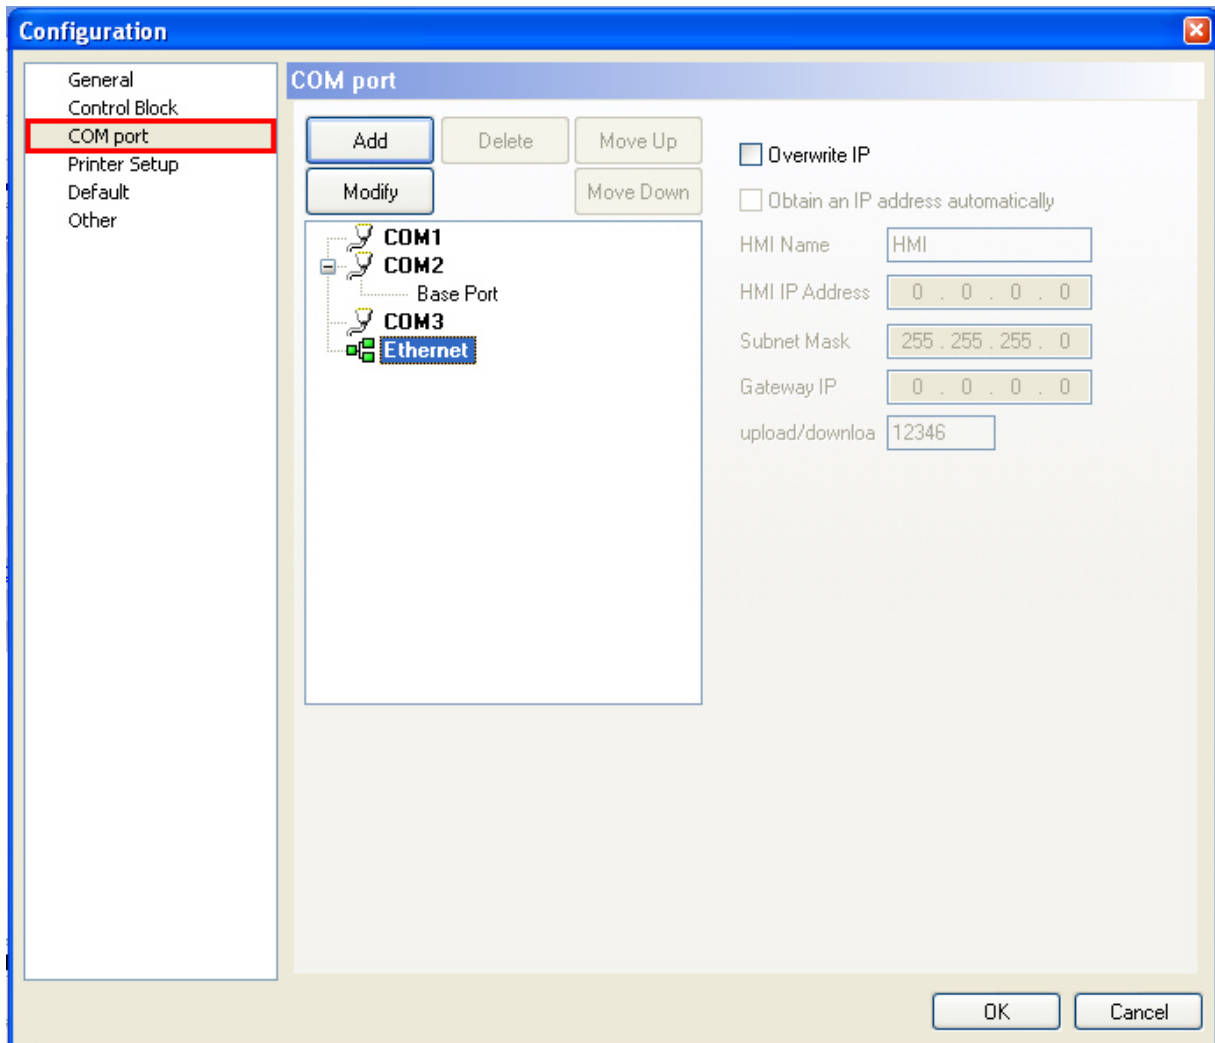 Configuration
General
Control Block
COM port
Printer Setup
Default
Other
COM port
Add
Delete
Move Up
Modify
Move Down
COM1
COM2
Base Port
COM3
Ethernet
Overwrite IP
Obtain an IP address automatically
HMI Name HMI
HMI IP Address 0 . 0 . 0 . 0
Subnet Mask 255 . 255 . 255 . 0
Gateway IP 0 . 0 . 0 . 0
upload/downloa 12346
OK
Cancel